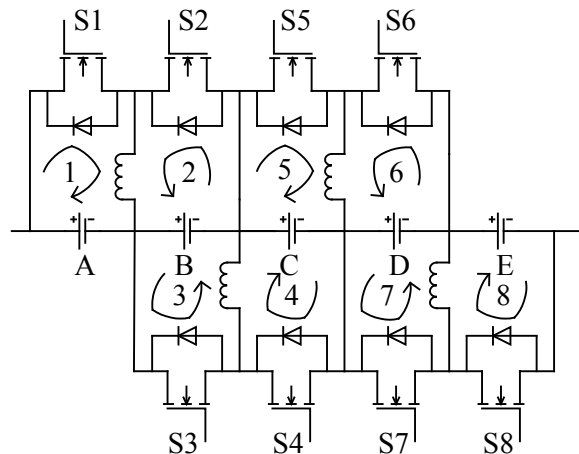 S1 S2 S5 S6
1 2 5 6
+ - + - + - + - + -
A B C D E
3 4 7 8
S3 S4 S7 S8